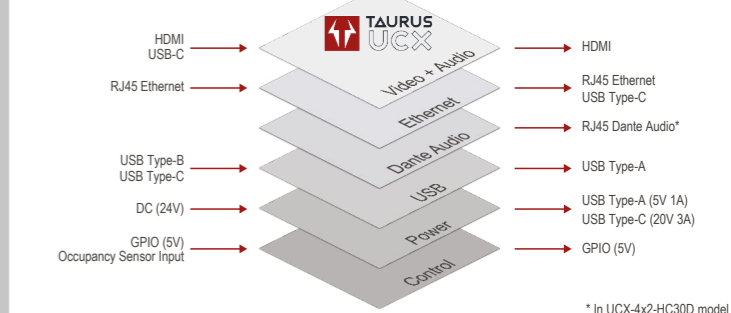 TAURUS
UCX
HDMI
USB-C
Video + Audio
HDMI
RJ45 Ethernet
Ethernet
RJ45 Ethernet
USB Type-C
Dante Audio
RJ45 Dante Audio*
USB Type-B
USB Type-C
USB
USB Type-A
DC (24V)
Power
USB Type-A (5V 1A)
USB Type-C (20V 3A)
GPIO (5V)
Occupancy Sensor Input
Control
GPIO (5V)
* In UCX-4x2-HC30D model